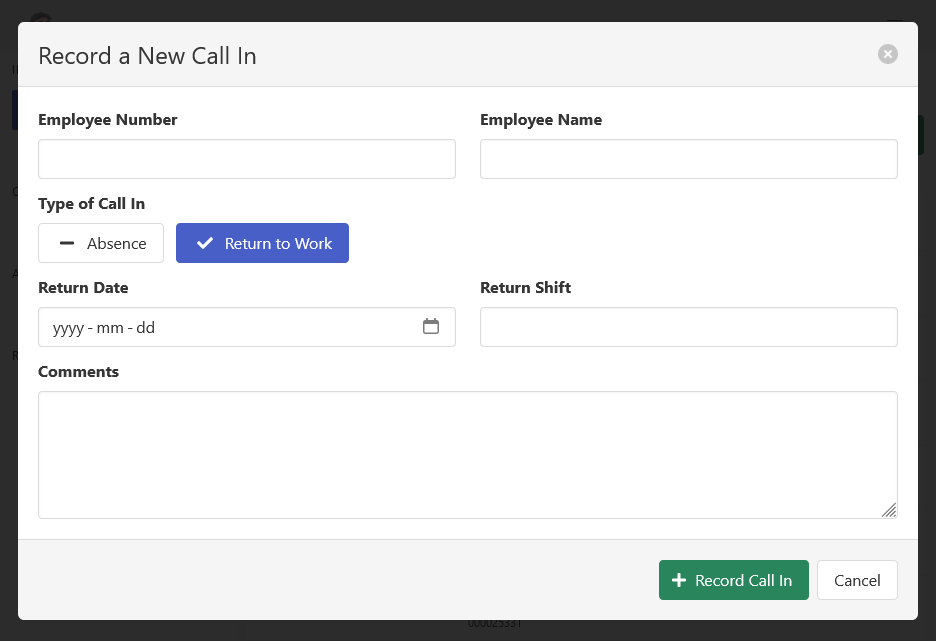 Record a New Call In
Employee Number
Employee Name
Type of Call In
Absence
Return to Work
Return Date
Return Shift
yyyy - mm - dd
Comments
Record Call In
Cancel
000025331